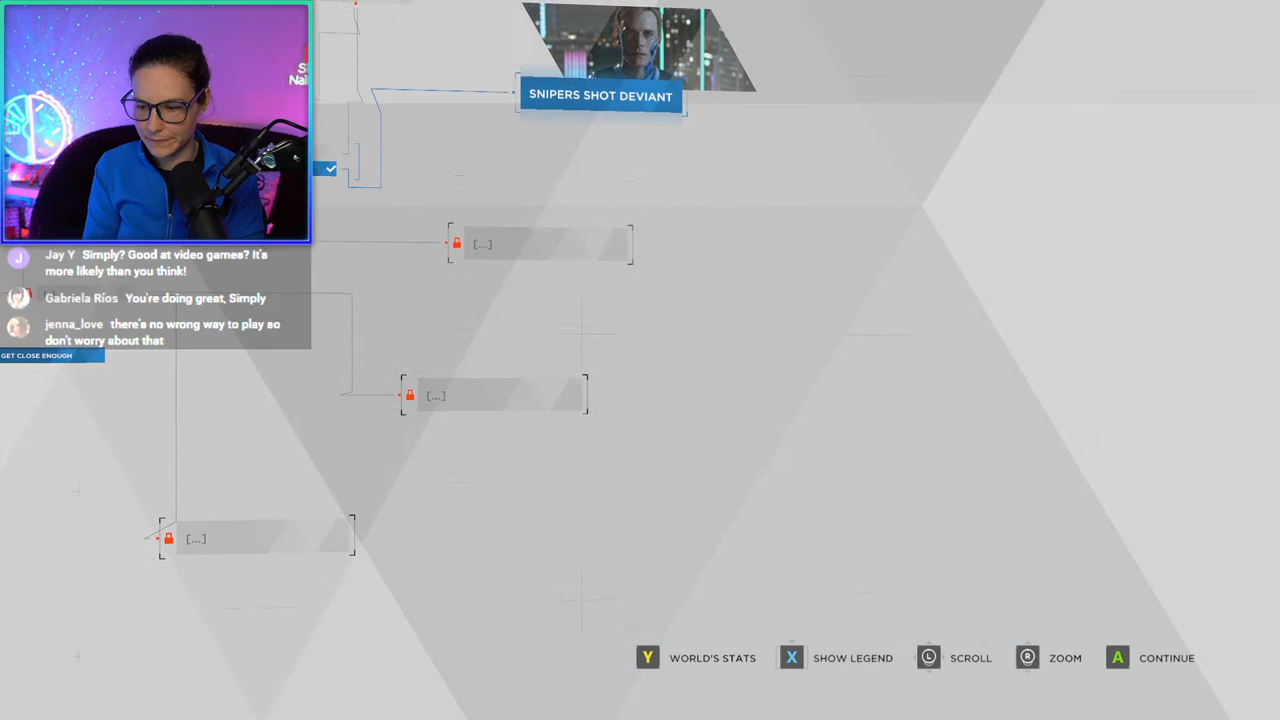 SNIPERS SHOT DEVIANT
[...]
Jay Y Simply? Good at video games? It's
more likely than you think!
Gabriela Ríos You're doing great, Simply
jenna_love there's no wrong way to play so
don't worry about that
GET CLOSE ENOUGH
[...]
[...]
Y WORLD'S STATS X SHOW LEGEND L SCROLL R ZOOM A CONTINUE